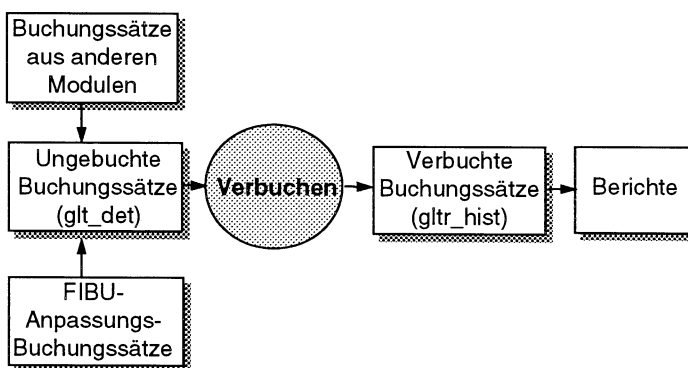 Buchungssätze
aus anderen
Modulen
Ungebuchte
Buchungssätze
(glt_det)
Verbuchen
Verbuchte
Buchungssätze
(gltr_hist)
Berichte
FIBU-
Anpassungs-
Buchungssätze